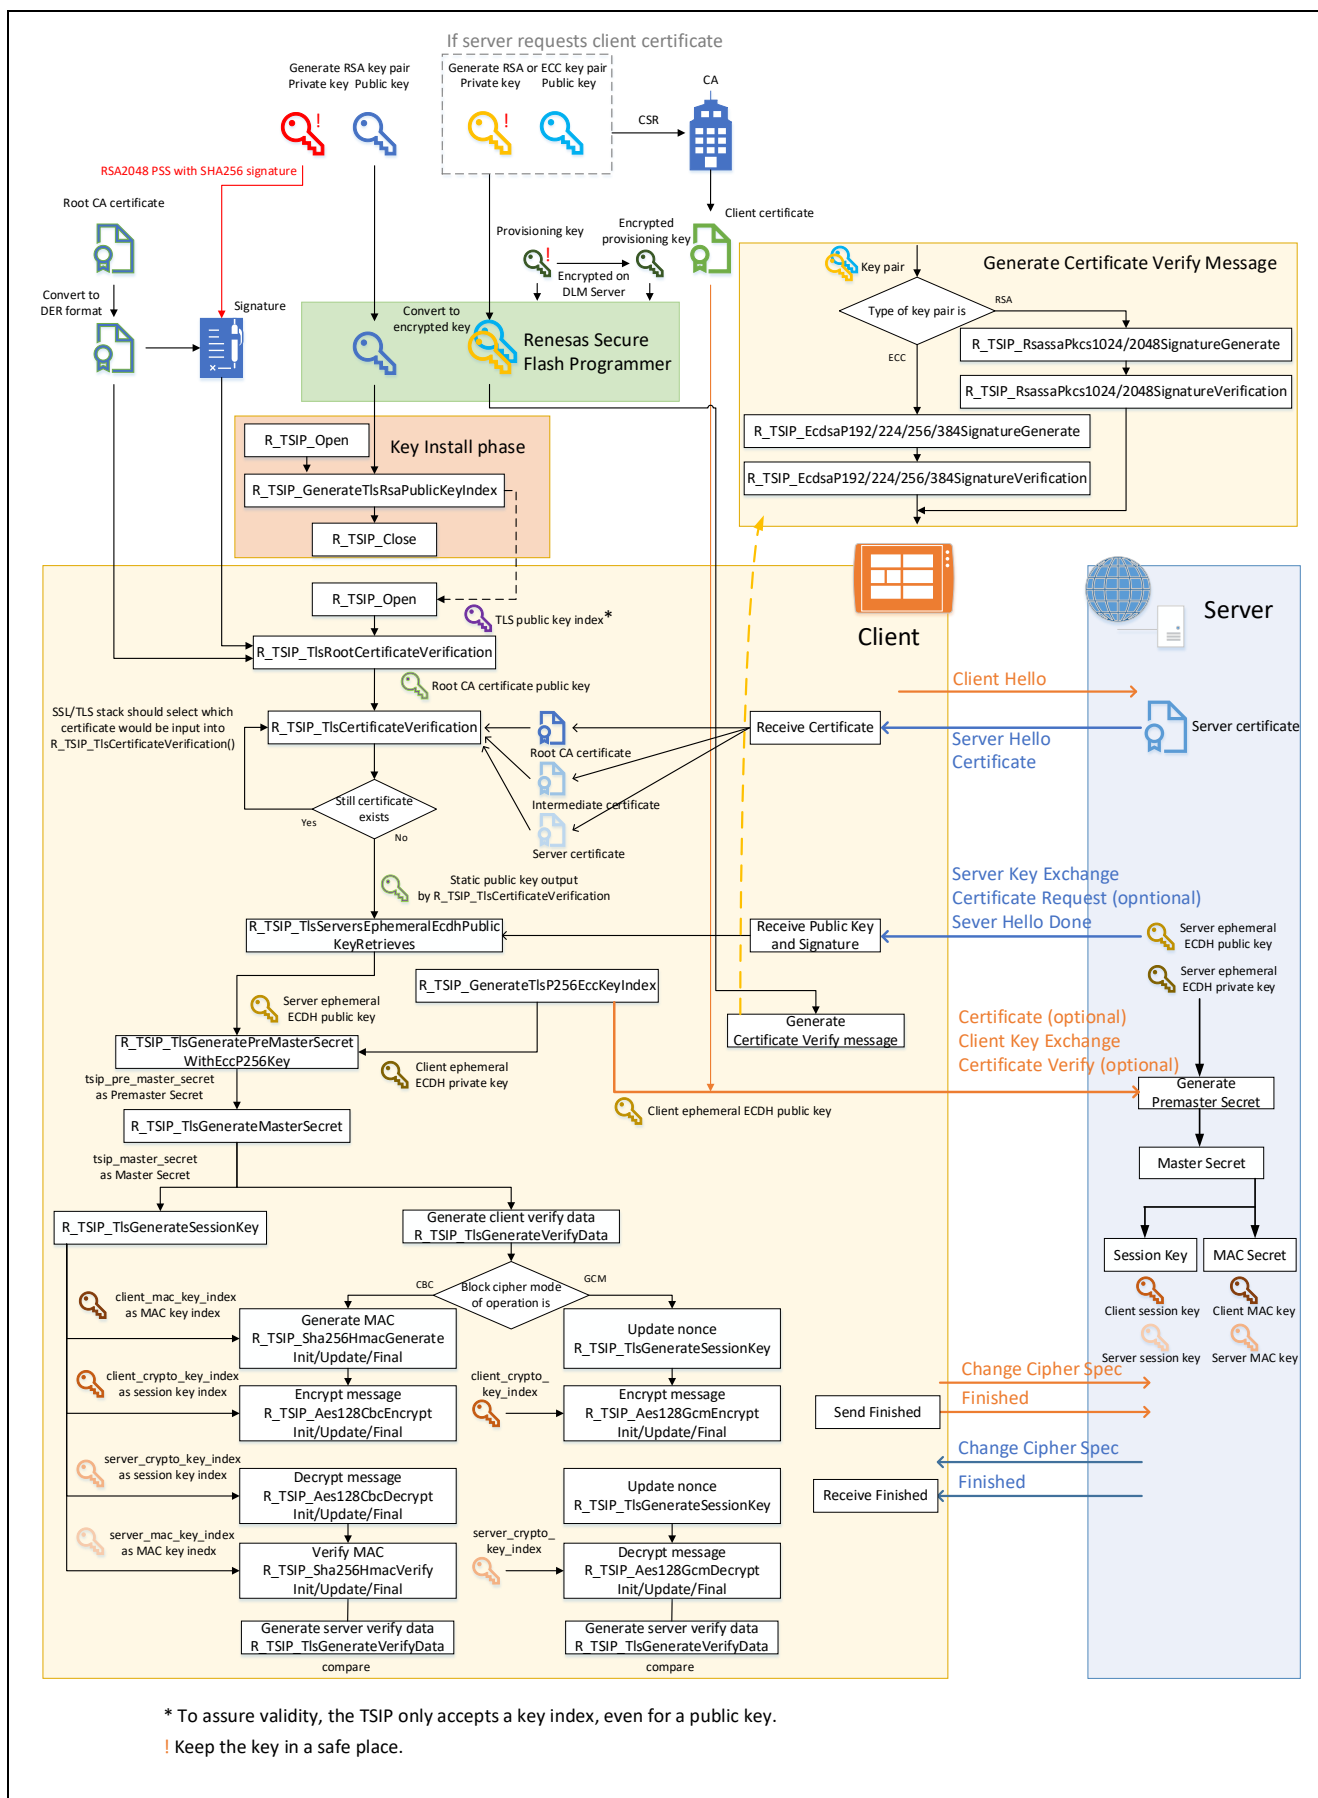 If server requests client certificate
Generate RSA key pair
Private key Public key
Generate RSA or ECC key pair
Private key Public key
CA
CSR
!
!
RSA2048 PSS with SHA256 signature
Root CA certificate
Client certificate
Provisioning key
Encrypted
provisioning key
!
Encrypted on
DLM Server
Convert to
DER format
Signature
Convert to
encrypted key
Renesas Secure
Flash Programmer
Generate Certificate Verify Message
Key pair
Type of key pair is
RSA
ECC
R_TSIP_RsassaPkcs1024/2048SignatureGenerate
R_TSIP_RsassaPkcs1024/2048SignatureVerification
R_TSIP_EcdsaP192/224/256/384SignatureGenerate
R_TSIP_EcdsaP192/224/256/384SignatureVerification
Key Install phase
R_TSIP_Open
R_TSIP_GenerateTlsRsaPublicKeyIndex
R_TSIP_Close
Client
Server
R_TSIP_Open
TLS public key index*
R_TSIP_TlsRootCertificateVerification
Root CA certificate public key
Client Hello
SSL/TLS stack should select which
certificate would be input into
R_TSIP_TlsCertificateVerification()
R_TSIP_TlsCertificateVerification
Root CA certificate
Receive Certificate
Server Hello
Certificate
Server certificate
Intermediate certificate
Server certificate
Still certificate
exists
Yes
No
Static public key output
by R_TSIP_TlsCertificateVerification
Server Key Exchange
Certificate Request (opntional)
Sever Hello Done
R_TSIP_TlsServersEphemeralEcdhPublic
KeyRetrieves
Receive Public Key
and Signature
Server ephemeral
ECDH public key
Server ephemeral
ECDH private key
R_TSIP_GenerateTlsP256EccKeyIndex
Server ephemeral
ECDH public key
Generate
Certificate Verify message
Certificate (optional)
Client Key Exchange
Certificate Verify (optional)
R_TSIP_TlsGeneratePreMasterSecret
WithEccP256Key
Client ephemeral
ECDH private key
tsip_pre_master_secret
as Premaster Secret
Client ephemeral ECDH public key
Generate
Premaster Secret
R_TSIP_TlsGenerateMasterSecret
tsip_master_secret
as Master Secret
Master Secret
R_TSIP_TlsGenerateSessionKey
Generate client verify data
R_TSIP_TlsGenerateVerifyData
Session Key
MAC Secret
Block cipher mode
of operation is
CBC
GCM
Client session key
Client MAC key
Server session key
Server MAC key
client_mac_key_index
as MAC key index
Generate MAC
R_TSIP_Sha256HmacGenerate
Init/Update/Final
Update nonce
R_TSIP_TlsGenerateSessionKey
client_crypto_key_index
as session key index
Encrypt message
R_TSIP_Aes128CbcEncrypt
Init/Update/Final
client_crypto_
key_index
Encrypt message
R_TSIP_Aes128GcmEncrypt
Init/Update/Final
Change Cipher Spec
Send Finished
Finished
server_crypto_key_index
as session key index
Decrypt message
R_TSIP_Aes128CbcDecrypt
Init/Update/Final
Update nonce
R_TSIP_TlsGenerateSessionKey
Change Cipher Spec
Receive Finished
Finished
server_mac_key_index
as MAC key inedx
Verify MAC
R_TSIP_Sha256HmacVerify
Init/Update/Final
server_crypto_
key_index
Decrypt message
R_TSIP_Aes128GcmDecrypt
Init/Update/Final
Generate server verify data
R_TSIP_TlsGenerateVerifyData
compare
Generate server verify data
R_TSIP_TlsGenerateVerifyData
compare
* To assure validity, the TSIP only accepts a key index, even for a public key.
! Keep the key in a safe place.